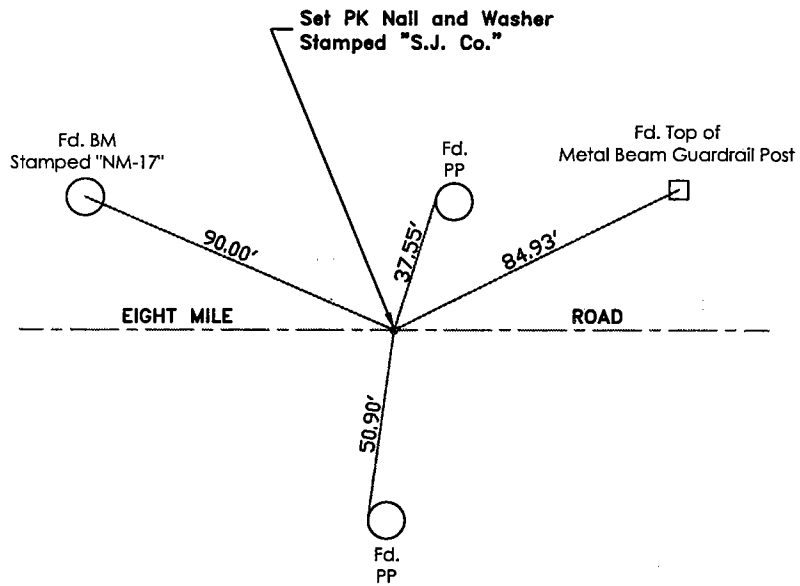 Set PK Nail and Washer
Stamped "S.J. Co."
Fd. BM
Stamped "NM-17"
Fd.
PP
Fd. Top of
Metal Beam Guardrail Post
90.00'
37.55'
84.93'
EIGHT MILE ROAD
50.90'
Fd.
PP